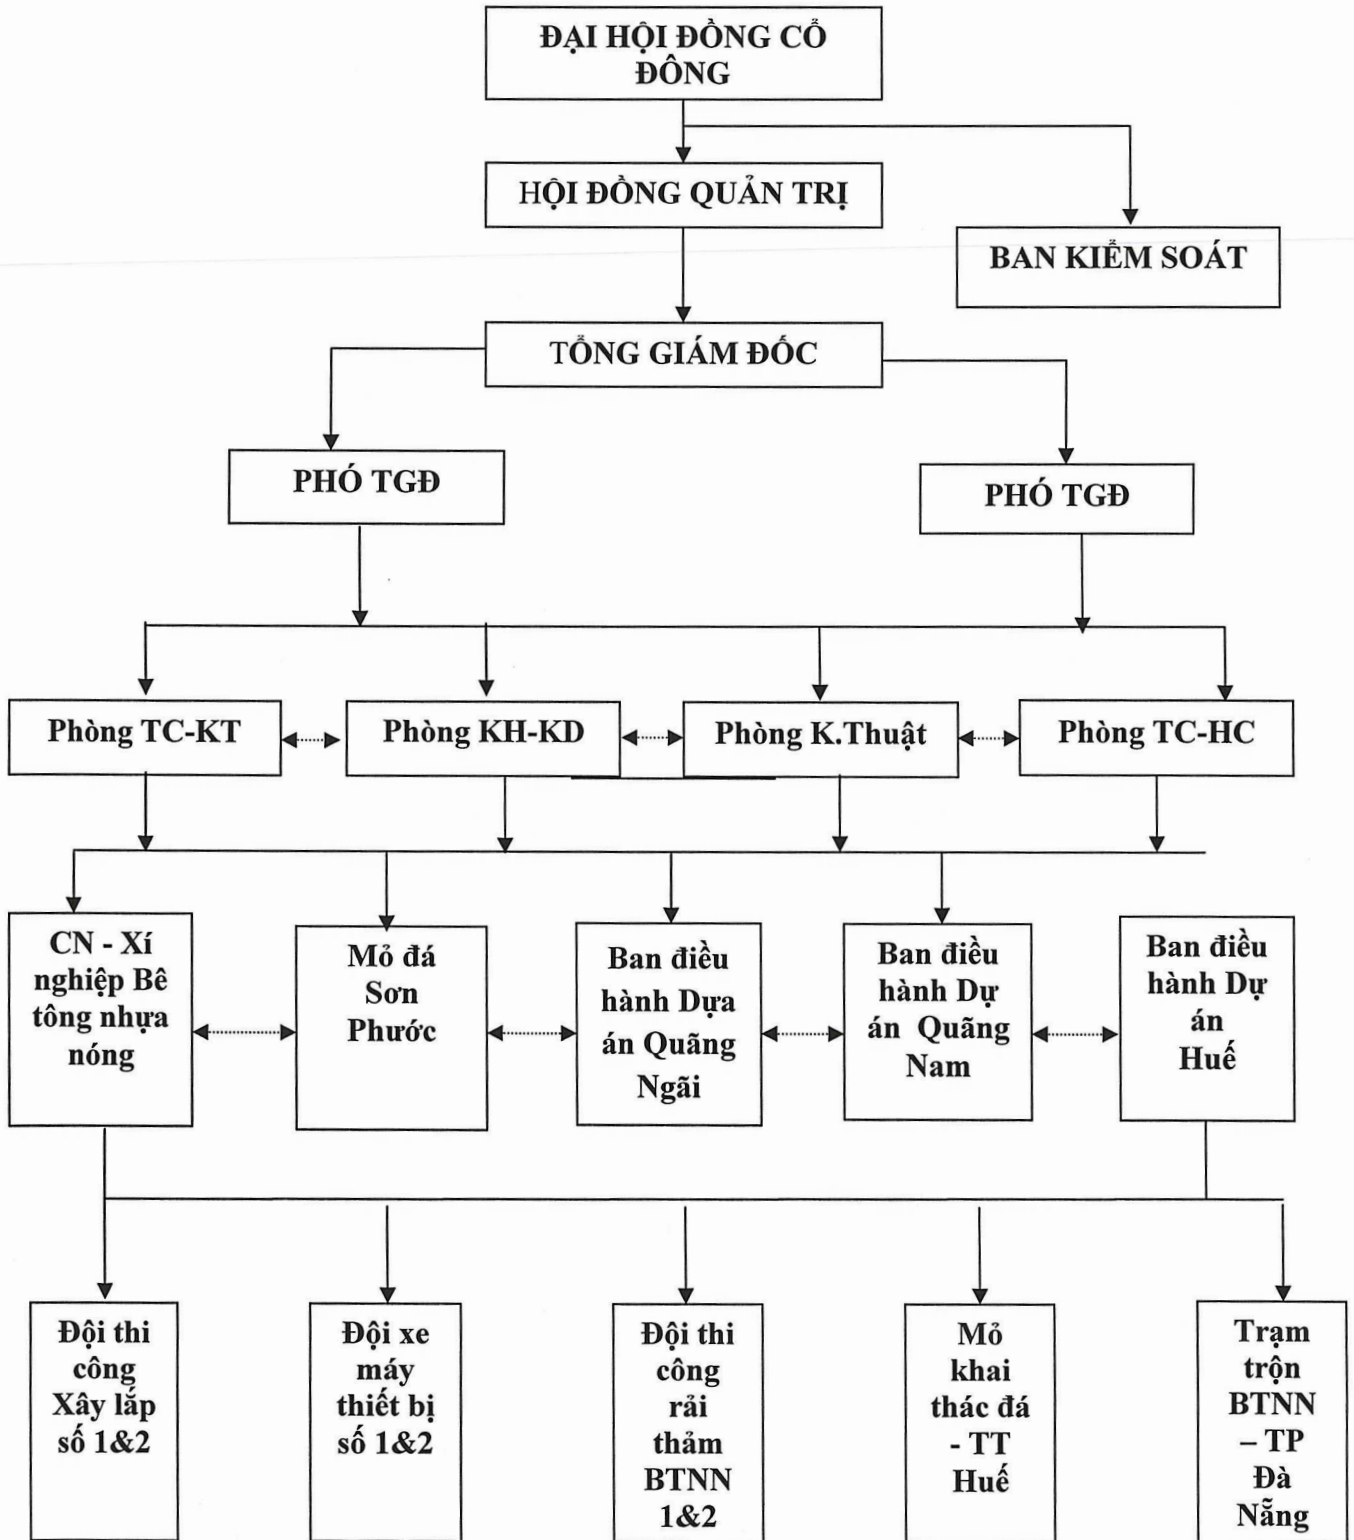 ĐẠI HỘI ĐỒNG CỔ
ĐÔNG
HỘI ĐỒNG QUẢN TRỊ
BAN KIỂM SOÁT
TỔNG GIÁM ĐỐC
PHÓ TGĐ
PHÓ TGĐ
Phòng TC-KT
Phòng KH-KD
Phòng K.Thuật
Phòng TC-HC
CN - Xí
nghiệp Bê
tông nhựa
nóng
Mỏ đá
Sơn
Phước
Ban điều
hành Dựa
án Quãng
Ngãi
Ban điều
hành Dự
án Quãng
Nam
Ban điều
hành Dự
án
Huế
Đội thi
công
Xây lắp
số 1&2
Đội xe
máy
thiết bị
số 1&2
Đội thi
công
rải
thảm
BTNN
1&2
Mỏ
khai
thác đá
- TT
Huế
Trạm
trộn
BTNN
– TP
Đà
Nẵng